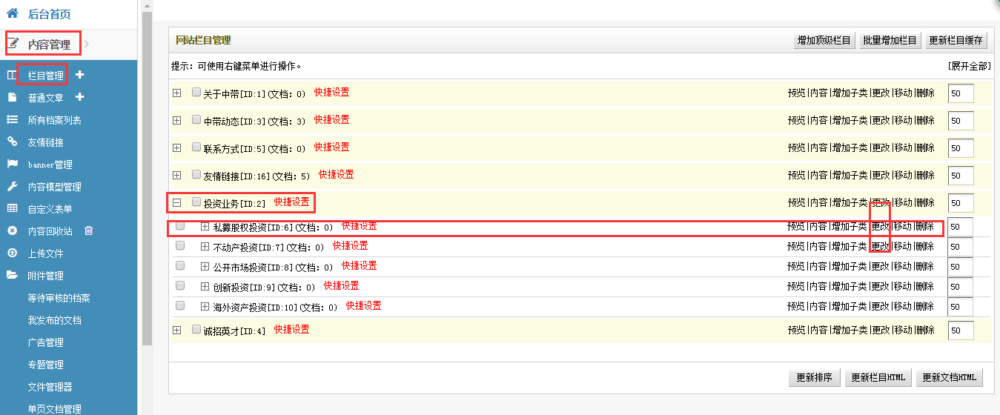 后台首页
内容管理
栏目管理
普通文章
所有档案列表
友情链接
banner管理
内容模型管理
自定义表单
内容回收站
上传文件
附件管理
等待审核的档案
我发布的文档
广告管理
专题管理
文件管理器
单页文档管理
网站栏目管理 增加顶级栏目 批量增加栏目 更新栏目缓存
提示：可使用右键菜单进行操作。 [展开全部]
关于中带[ID:1](文档：0) 快捷设置 预览|内容|增加子类|更改|移动|删除 50
中带动态[ID:3](文档：3) 快捷设置 预览|内容|增加子类|更改|移动|删除 50
联系方式[ID:5](文档：0) 快捷设置 预览|内容|增加子类|更改|移动|删除 50
友情链接[ID:16](文档：5) 快捷设置 预览|内容|增加子类|更改|移动|删除 50
投资业务[ID:2] 快捷设置 预览|内容|增加子类|更改|移动|删除 50
私募股权投资[ID:6](文档：0) 快捷设置 预览|内容|增加子类|更改|移动|删除 50
不动产投资[ID:7](文档：0) 快捷设置 预览|内容|增加子类|更改|移动|删除 50
公开市场投资[ID:8](文档：0) 快捷设置 预览|内容|增加子类|更改|移动|删除 50
创新投资[ID:9](文档：0) 快捷设置 预览|内容|增加子类|更改|移动|删除 50
海外资产投资[ID:10](文档：0) 快捷设置 预览|内容|增加子类|更改|移动|删除 50
诚招英才[ID:4] 快捷设置 预览|内容|增加子类|更改|移动|删除 50
更新排序 更新栏目HTML 更新文档HTML